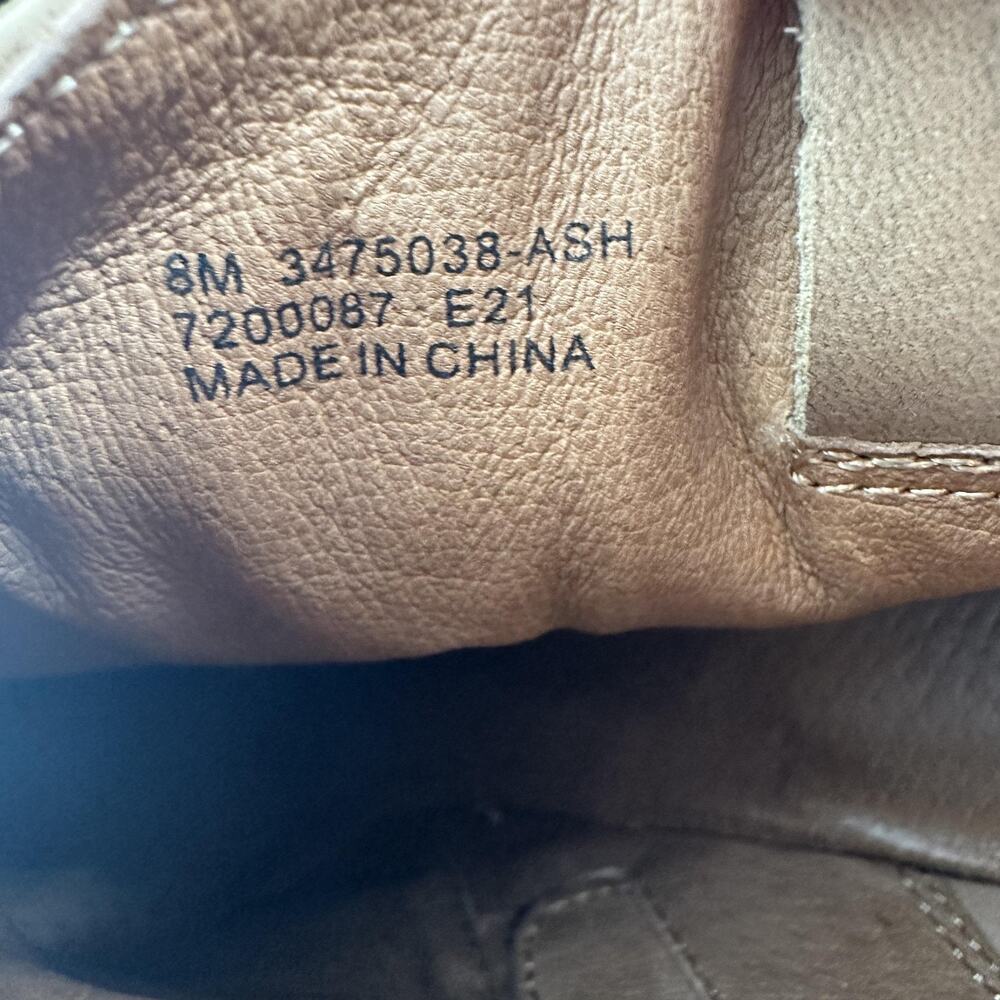 8M 3475038-ASH
7200087 E21
MADE IN CHINA